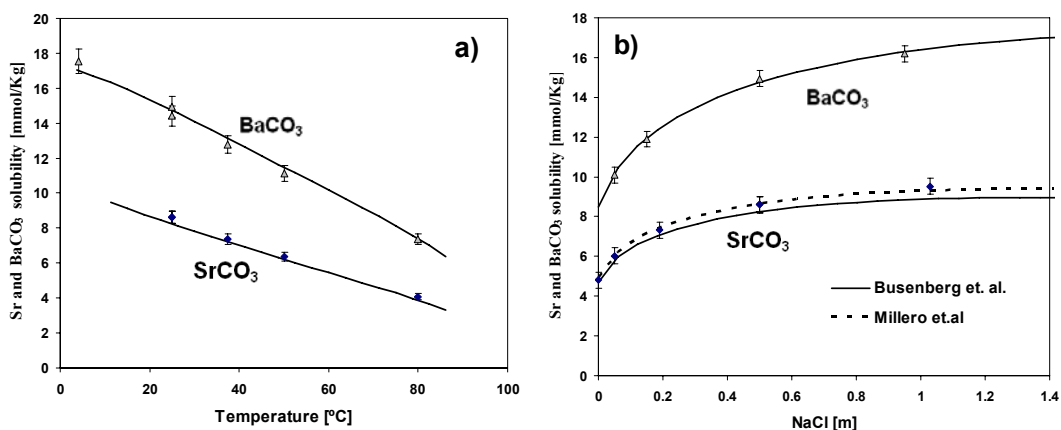 Sr and BaCO₃ solubility [mmol/Kg]
20
18
16
14
12
10
8
6
4
2
0
a)
BaCO₃
SrCO₃
0 20 40 60 80 100
Temperature [ºC]
Sr and BaCO₃ solubility [mmol/Kg]
18
16
14
12
10
8
6
4
2
0
b)
BaCO₃
SrCO₃
Busenberg et. al.
Millero et.al
0 0.2 0.4 0.6 0.8 1 1.2 1.4
NaCl [m]